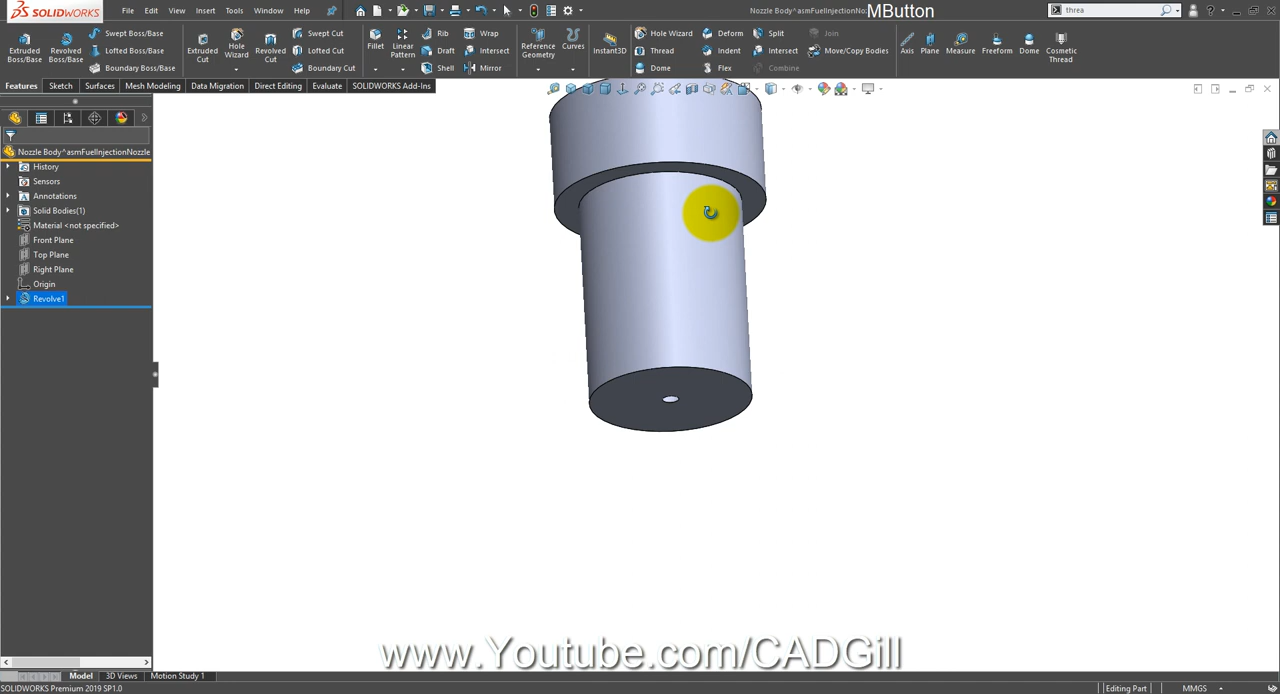 SOLIDWORKS
File
Edit
View
Insert
Tools
Window
Help
Nozzle Body^asmFuelInjectionNo
MButton
threa
Extruded Boss/Base
Revolved Boss/Base
Swept Boss/Base
Lofted Boss/Base
Boundary Boss/Base
Extruded Cut
Hole Wizard
Revolved Cut
Swept Cut
Lofted Cut
Boundary Cut
Fillet
Linear Pattern
Rib
Draft
Shell
Wrap
Intersect
Mirror
Reference Geometry
Curves
Instant3D
Hole Wizard
Thread
Dome
Deform
Indent
Flex
Split
Intersect
Combine
Join
Move/Copy Bodies
Axis
Plane
Measure
Freeform
Dome
Cosmetic Thread
Features
Sketch
Surfaces
Mesh Modeling
Data Migration
Direct Editing
Evaluate
SOLIDWORKS Add-Ins
Nozzle Body^asmFuelInjectionNozzle
History
Sensors
Annotations
Solid Bodies(1)
Material <not specified>
Front Plane
Top Plane
Right Plane
Origin
Revolve1
www.Youtube.com/CADGill
Model
3D Views
Motion Study 1
SOLIDWORKS Premium 2019 SP1.0
Editing Part
MMGS